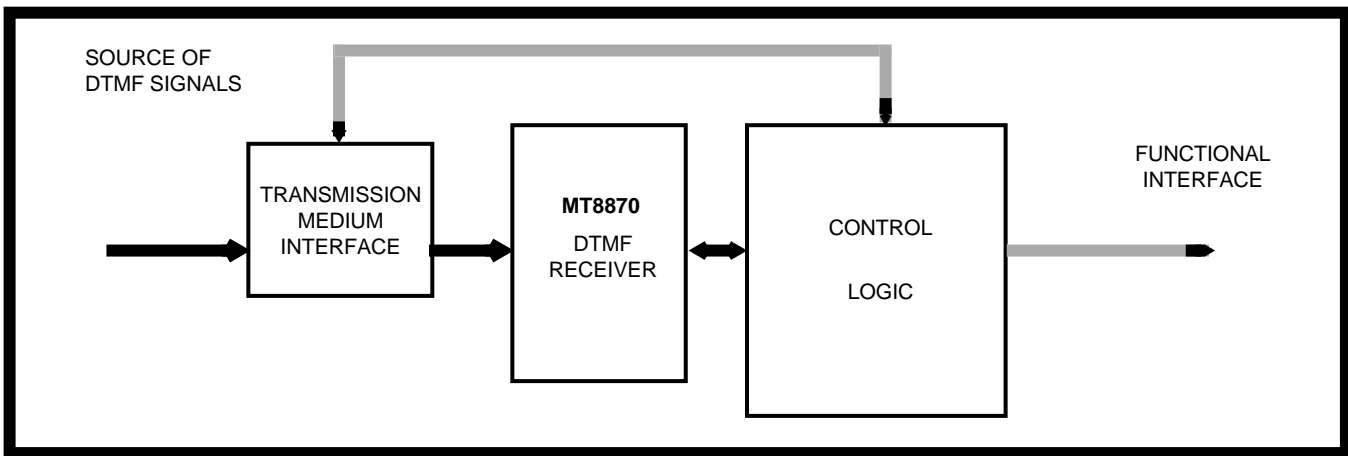 SOURCE OF
DTMF SIGNALS
TRANSMISSION
MEDIUM
INTERFACE
MT8870
DTMF
RECEIVER
CONTROL
LOGIC
FUNCTIONAL
INTERFACE